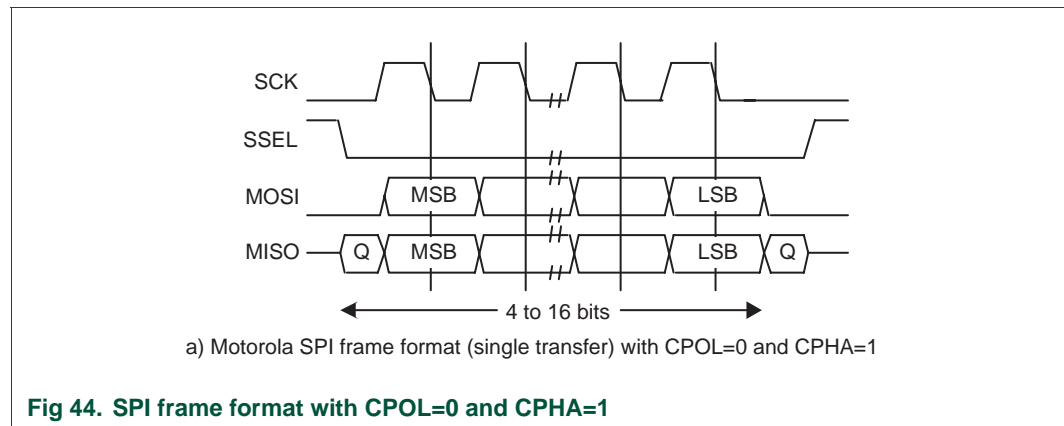 SCK
SSEL
MOSI MSB LSB
MISO Q MSB LSB Q
4 to 16 bits
a) Motorola SPI frame format (single transfer) with CPOL=0 and CPHA=1
Fig 44. SPI frame format with CPOL=0 and CPHA=1